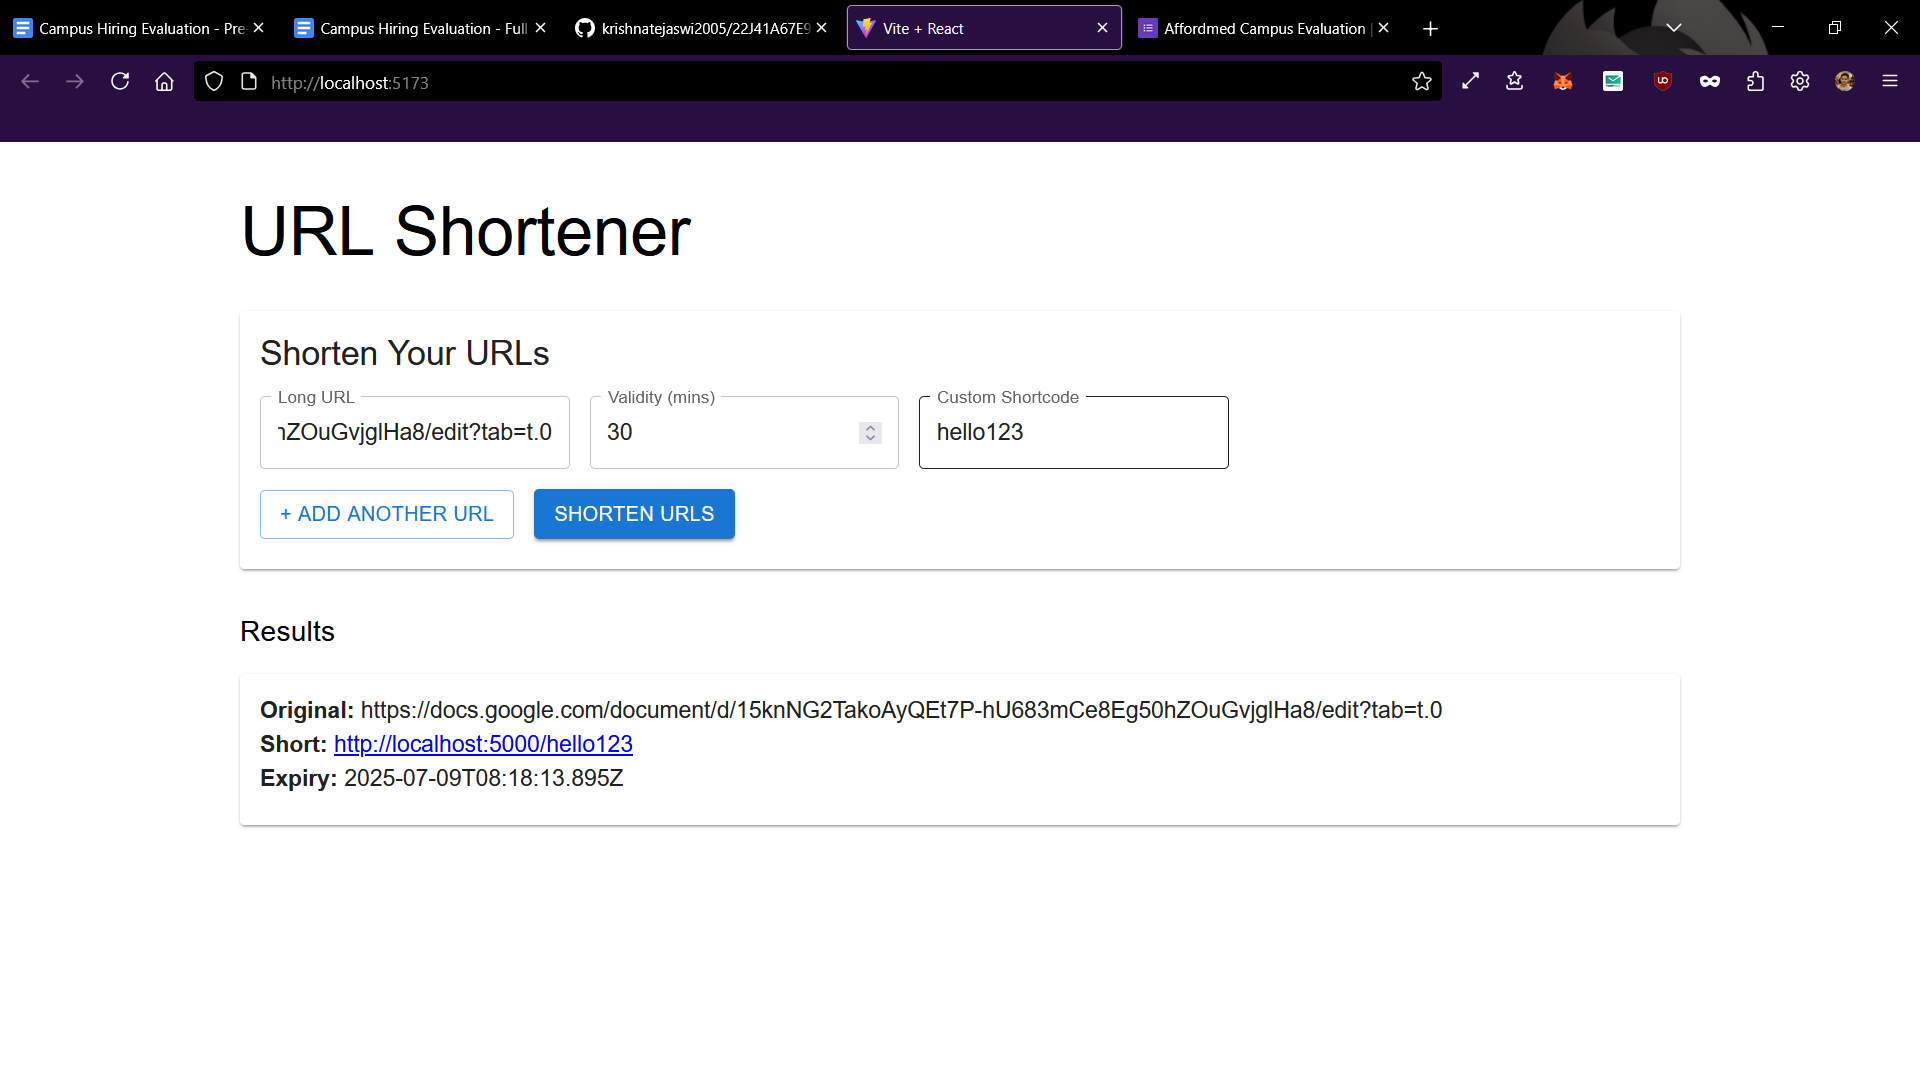 Campus Hiring Evaluation - Pre-
Campus Hiring Evaluation - Full
krishnatejaswi2005/22J41A67E9
Vite + React
Affordmed Campus Evaluation |
http://localhost:5173
URL Shortener
Shorten Your URLs
Long URL
Validity (mins)
Custom Shortcode
nZOuGvjglHa8/edit?tab=t.0
30
hello123
+ ADD ANOTHER URL
SHORTEN URLS
Results
Original: https://docs.google.com/document/d/15knNG2TakoAyQEt7P-hU683mCe8Eg50hZOuGvjglHa8/edit?tab=t.0
Short: http://localhost:5000/hello123
Expiry: 2025-07-09T08:18:13.895Z